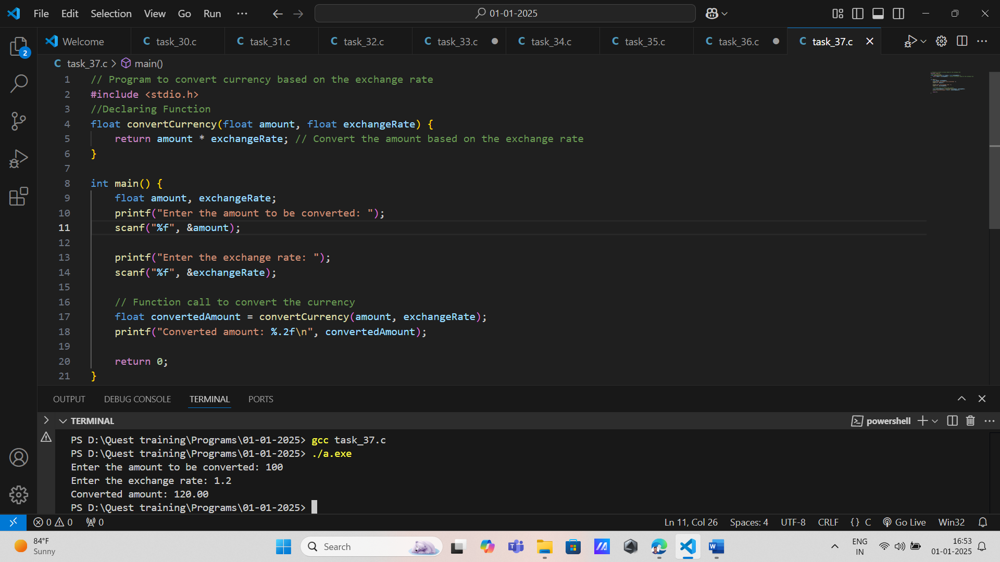 File Edit Selection View Go Run ··· 01-01-2025
Welcome task_30.c task_31.c task_32.c task_33.c task_34.c task_35.c task_36.c task_37.c
C task_37.c > main()
1 // Program to convert currency based on the exchange rate
2 #include <stdio.h>
3 //Declaring Function
4 float convertCurrency(float amount, float exchangeRate) {
5 return amount * exchangeRate; // Convert the amount based on the exchange rate
6 }
7
8 int main() {
9 float amount, exchangeRate;
10 printf("Enter the amount to be converted: ");
11 scanf("%f", &amount);
12
13 printf("Enter the exchange rate: ");
14 scanf("%f", &exchangeRate);
15
16 // Function call to convert the currency
17 float convertedAmount = convertCurrency(amount, exchangeRate);
18 printf("Converted amount: %.2f\n", convertedAmount);
19
20 return 0;
21 }
2
OUTPUT DEBUG CONSOLE TERMINAL PORTS
TERMINAL powershell
PS D:\Quest training\Programs\01-01-2025> gcc task_37.c
PS D:\Quest training\Programs\01-01-2025> ./a.exe
Enter the amount to be converted: 100
Enter the exchange rate: 1.2
Converted amount: 120.00
PS D:\Quest training\Programs\01-01-2025>
0 0 0 Ln 11, Col 26 Spaces: 4 UTF-8 CRLF {} C Go Live Win32
84°F
Sunny
Search
ENG
IN
16:53
01-01-2025